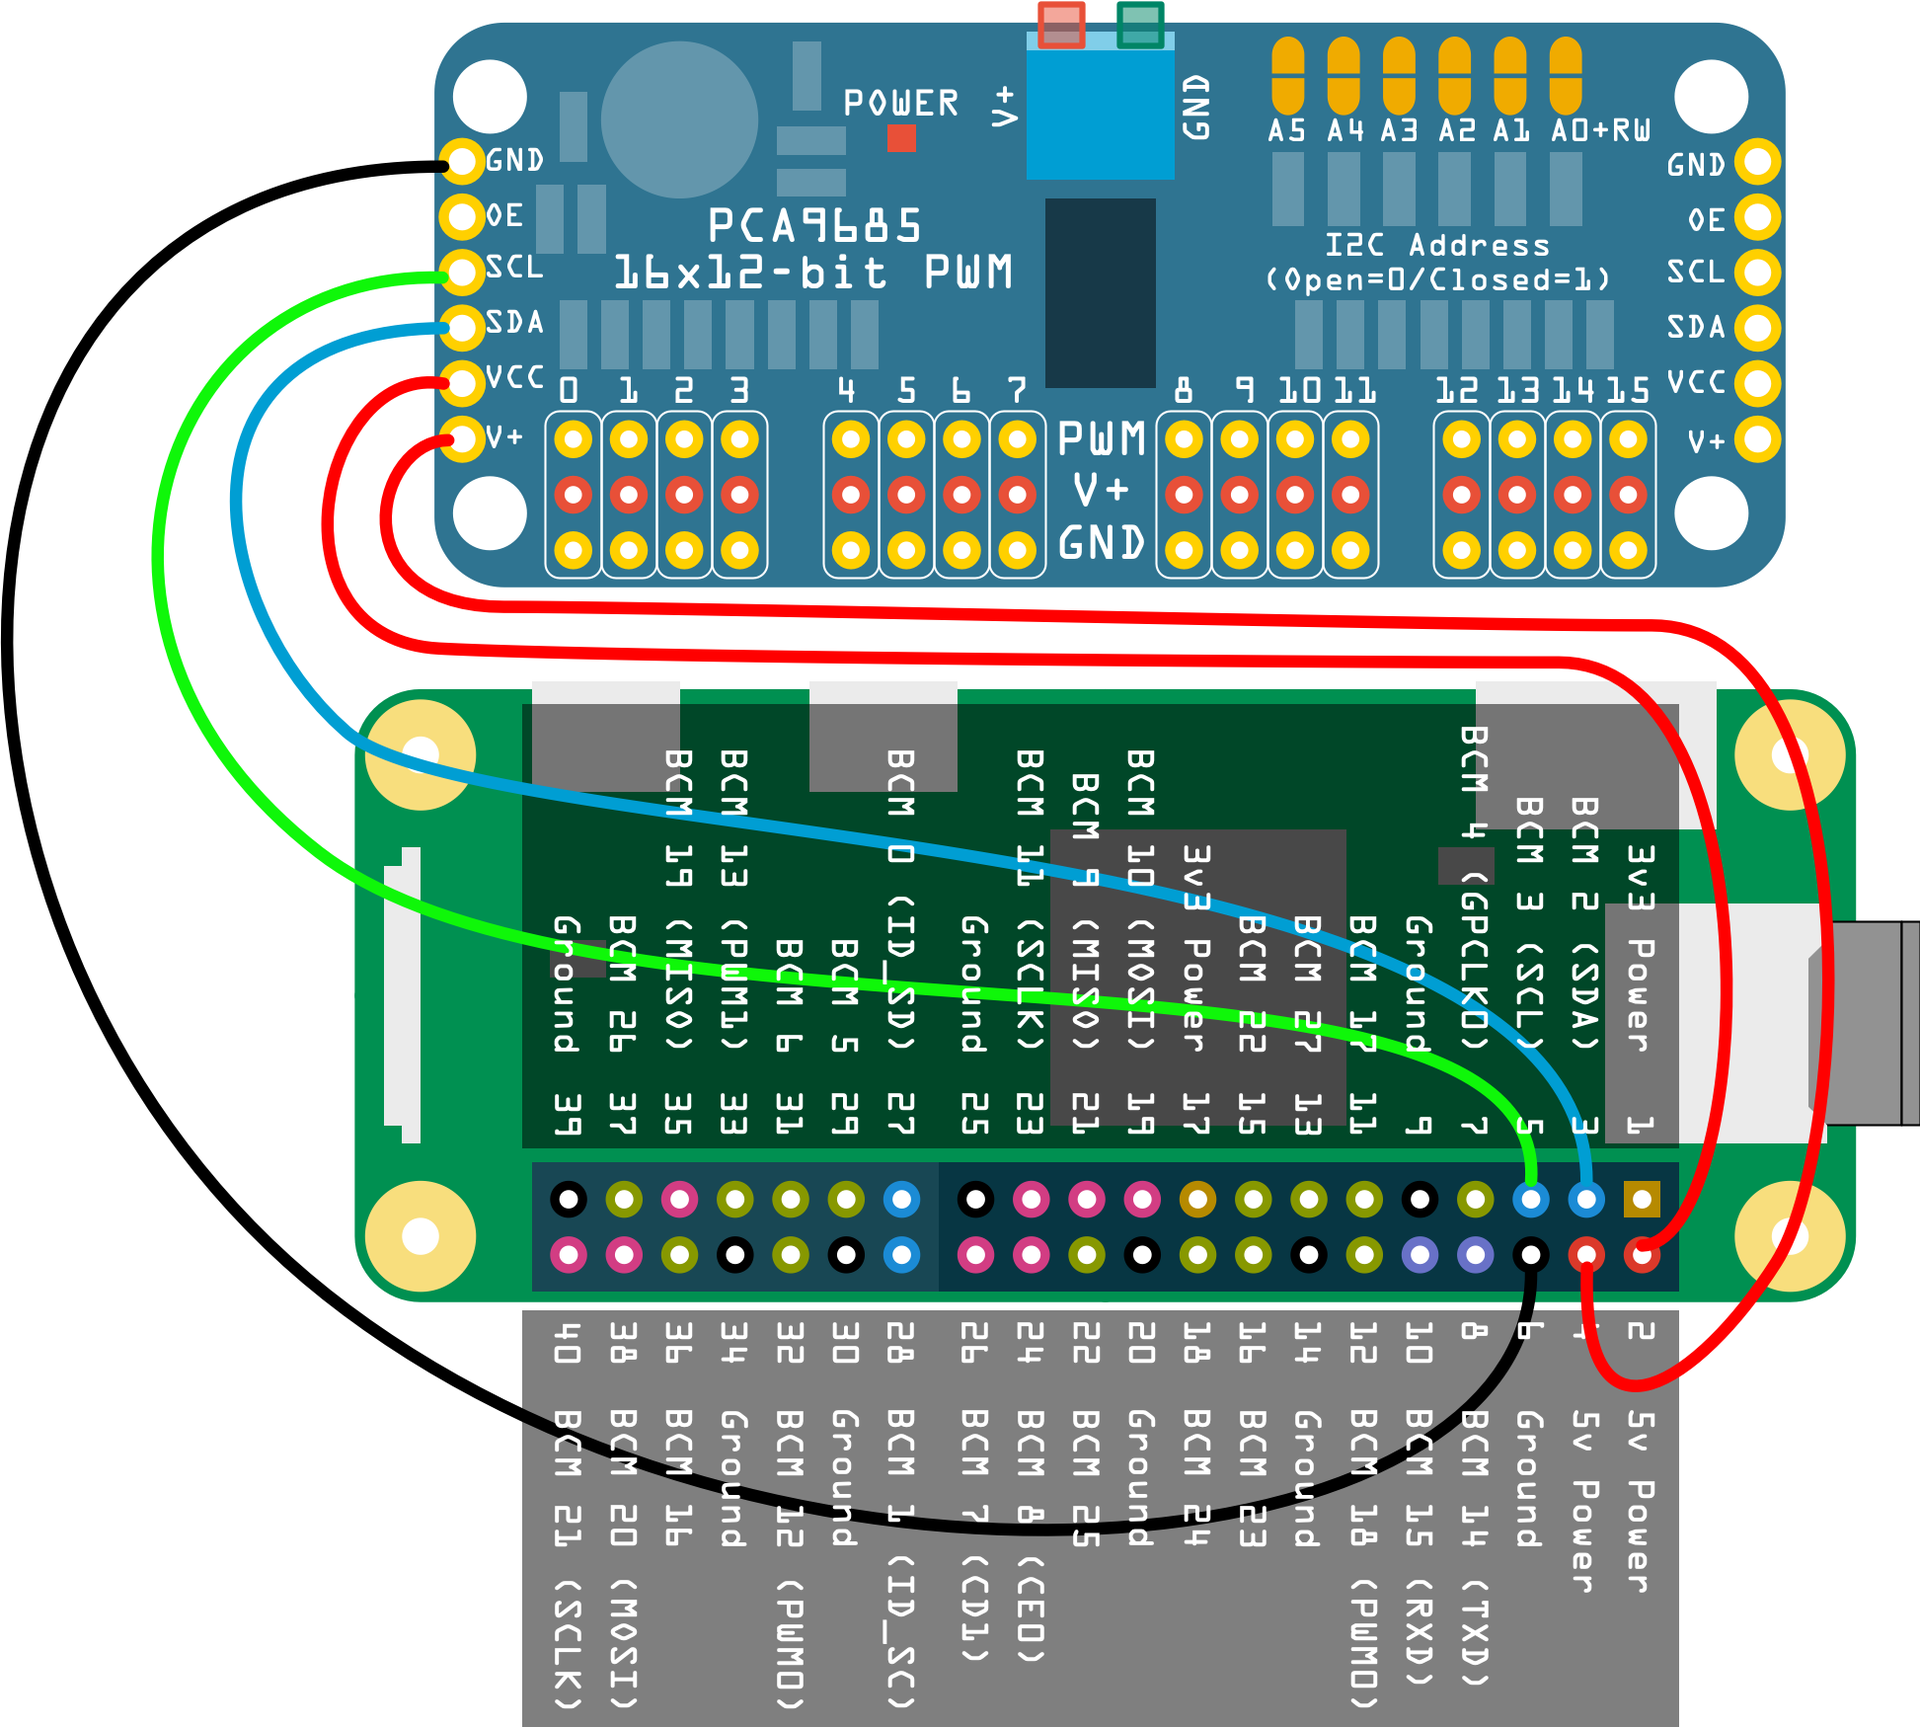 POWER
V+
GND
A5 A4 A3 A2 A1 A0+RW
GND
OE
SCL
SDA
VCC
V+
PCA9685
16x12-bit PWM
I2C Address
(Open=0/Closed=1)
GND
OE
SCL
SDA
VCC
V+
0 1 2 3 4 5 6 7 8 9 10 11 12 13 14 15
PWM
V+
GND
Ground 39
BCM 26 37
BCM 19 (MISO) 35
BCM 13 (PWM1) 33
BCM 6 31
BCM 5 29
BCM 0 (ID_SD) 27
Ground 25
BCM 11 (SCLK) 23
BCM 9 (MISO) 21
BCM 10 (MOSI) 19
3v3 Power 17
BCM 22 15
BCM 27 13
BCM 17 11
Ground 9
BCM 4 (GPCLK0) 7
BCM 3 (SCL) 5
BCM 2 (SDA) 3
3v3 Power 1
40 BCM 21 (SCLK)
38 BCM 20 (MOSI)
36 BCM 16
34 Ground
32 BCM 12 (PWM0)
30 Ground
28 BCM 1 (ID_SC)
26 BCM 7 (CD1)
24 BCM 8 (CE0)
22 BCM 25
20 Ground
18 BCM 24
16 BCM 23
14 Ground
12 BCM 18 (PWM0)
10 BCM 15 (RXD)
8 BCM 14 (TXD)
6 Ground
4 5v Power
2 5v Power